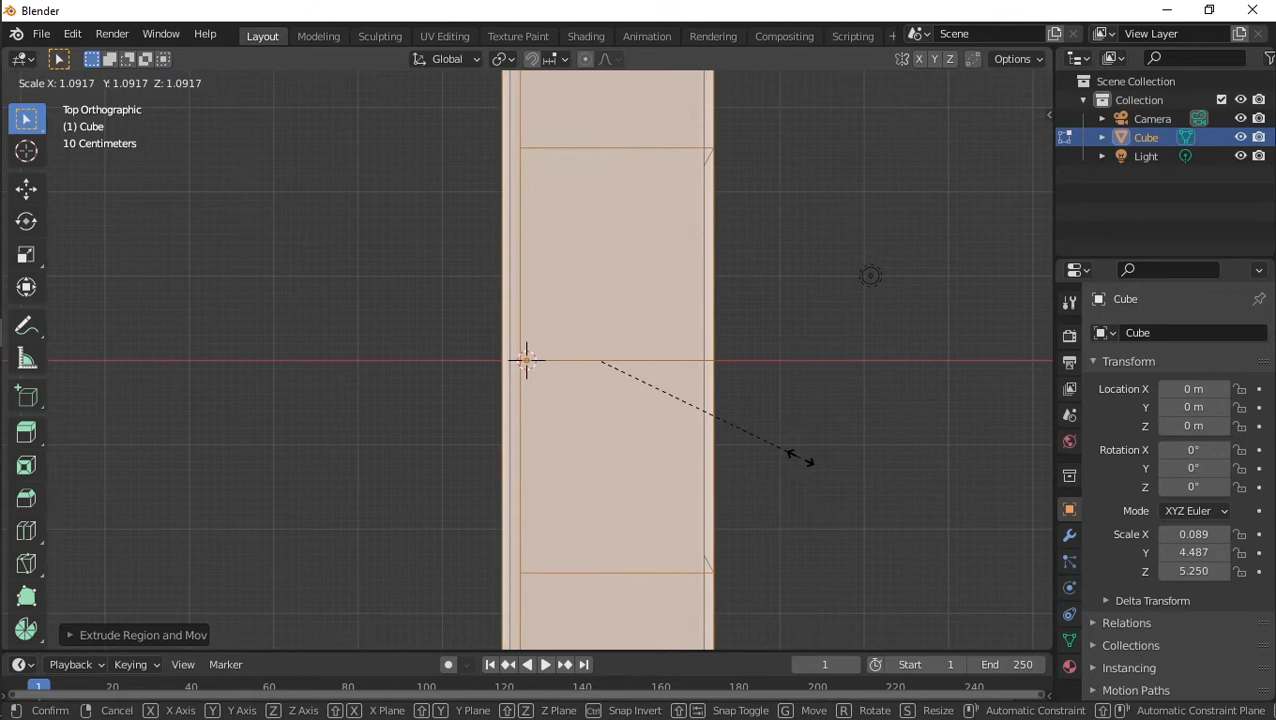 Blender
File Edit Render Window Help Layout Modeling Sculpting UV Editing Texture Paint Shading Animation Rendering Compositing Scripting + Scene View Layer
Global X Y Z Options
Scale X: 1.0917 Y: 1.0917 Z: 1.0917
Top Orthographic
(1) Cube
10 Centimeters
Scene Collection
Collection
Camera
Cube
Light
Cube
Cube
Transform
Location X 0 m
Y 0 m
Z 0 m
Rotation X 0°
Y 0°
Z 0°
Mode XYZ Euler
Scale X 0.089
Y 4.487
Z 5.250
Delta Transform
Relations
Collections
Instancing
Motion Paths
Extrude Region and Mov
Playback Keying View Marker 1 Start 1 End 250
1 20 40 60 80 100 120 140 160 180 200 220 240
Confirm Cancel X X Axis Y Y Axis Z Z Axis X X Plane Y Y Plane Z Z Plane Ctrl Snap Invert Snap Toggle G Move R Rotate S Resize Automatic Constraint Automatic Constraint Plane